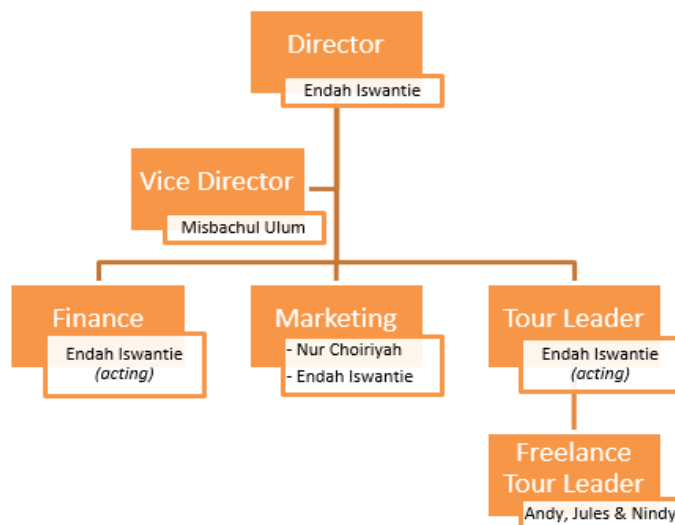 Director
Endah Iswantie
Vice Director
Misbachul Ulum
Finance
Endah Iswantie
(acting)
Marketing
- Nur Choiriyah
- Endah Iswantie
Tour Leader
Endah Iswantie
(acting)
Freelance
Tour Leader
Andy, Jules & Nindy